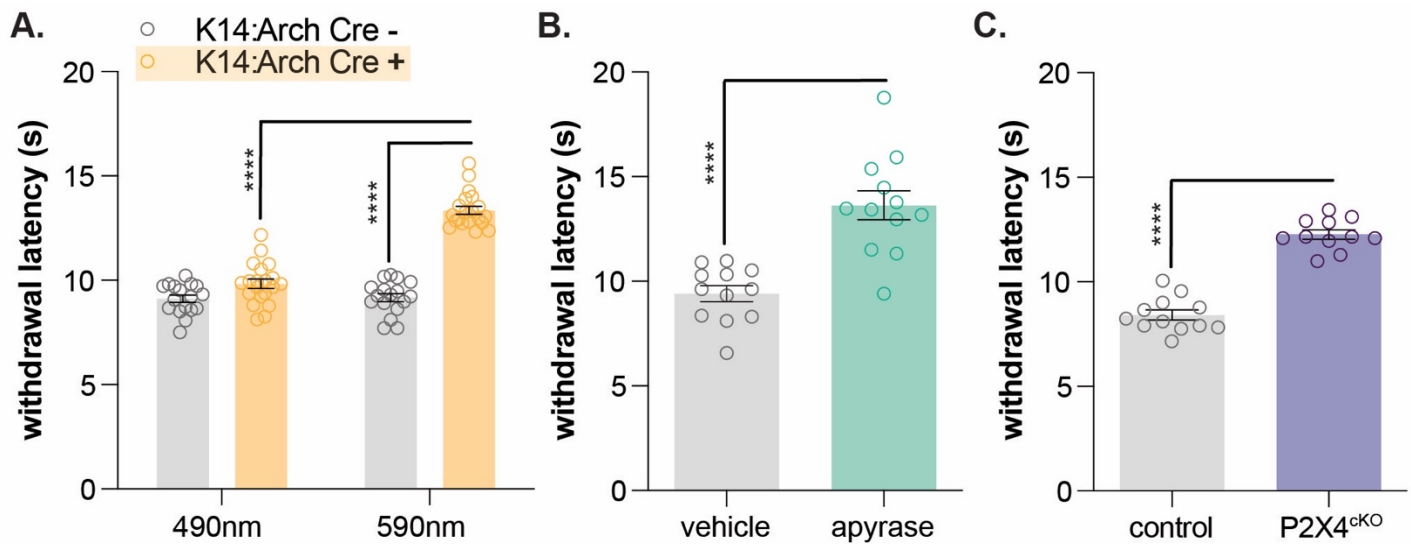 A.
K14:Arch Cre -
K14:Arch Cre +
withdrawal latency (s)
20
15
10
5
0
****
****
490nm
590nm
B.
withdrawal latency (s)
20
15
10
5
0
****
vehicle
apyrase
C.
withdrawal latency (s)
20
15
10
5
0
****
control
P2X4cKO